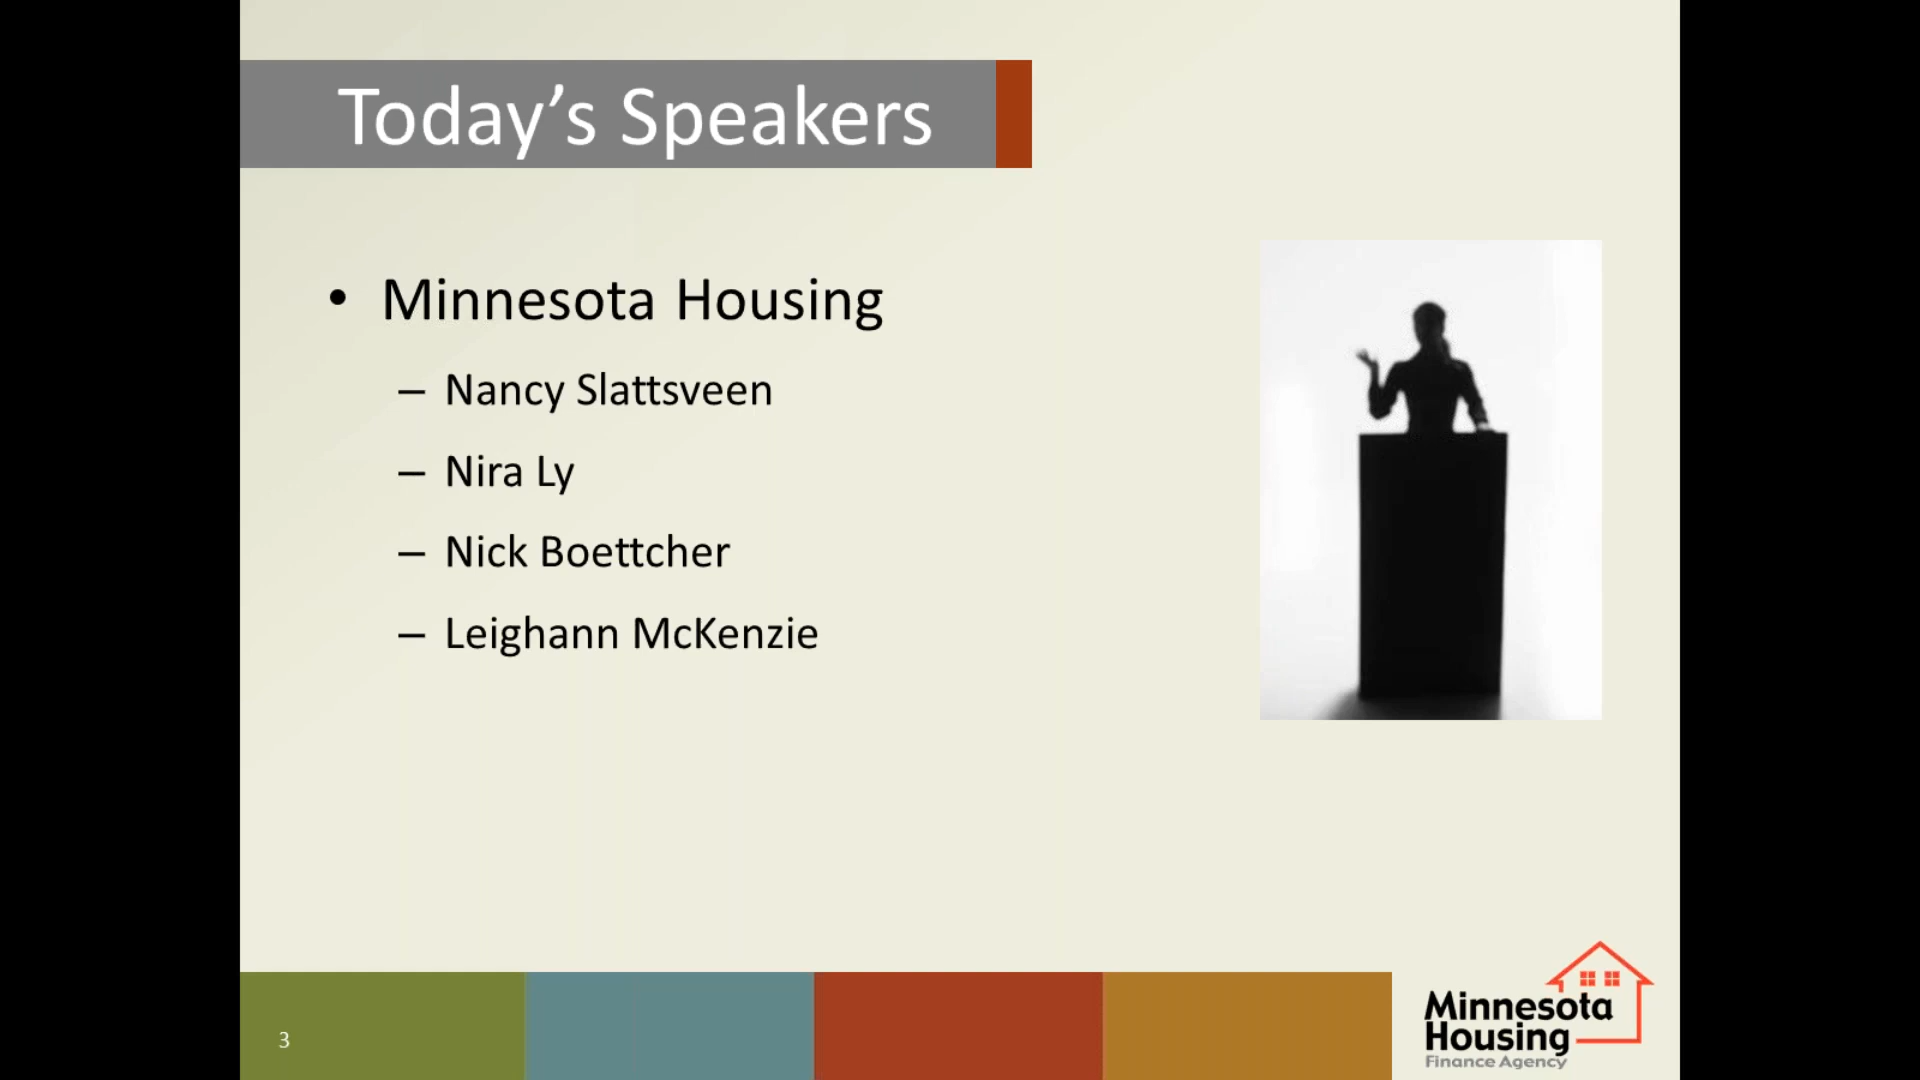 Today’s Speakers
• Minnesota Housing
– Nancy Slattsveen
– Nira Ly
– Nick Boettcher
– Leighann McKenzie
3
Minnesota
Housing
Finance Agency